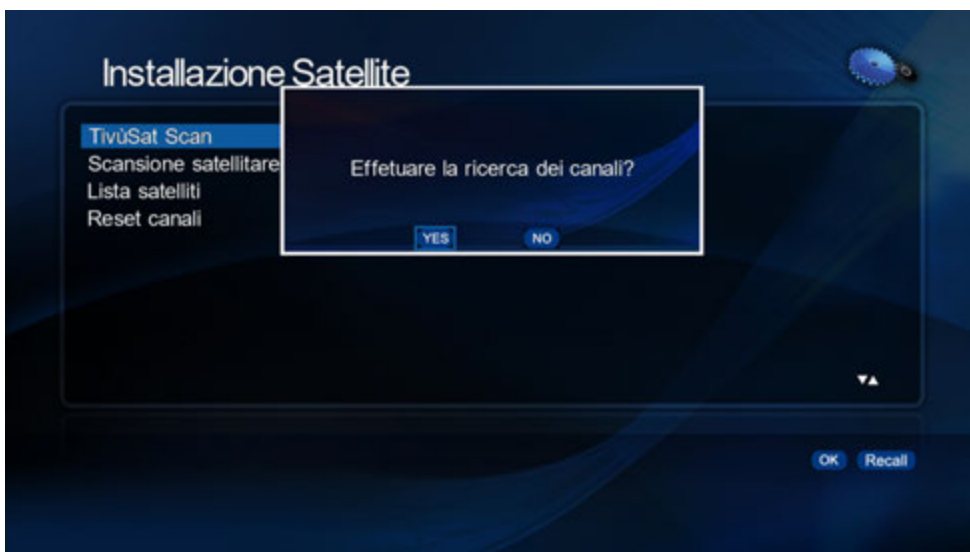 Installazione Satellite
TivùSat Scan
Scansione satellitare
Lista satelliti
Reset canali
Effetuare la ricerca dei canali?
YES NO
OK Recall